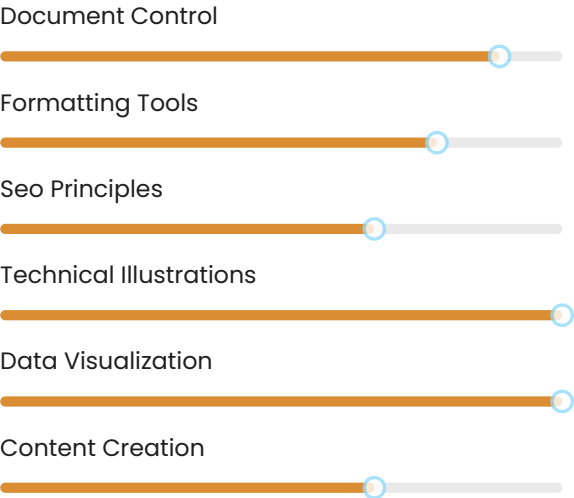 Document Control
Formatting Tools
Seo Principles
Technical Illustrations
Data Visualization
Content Creation